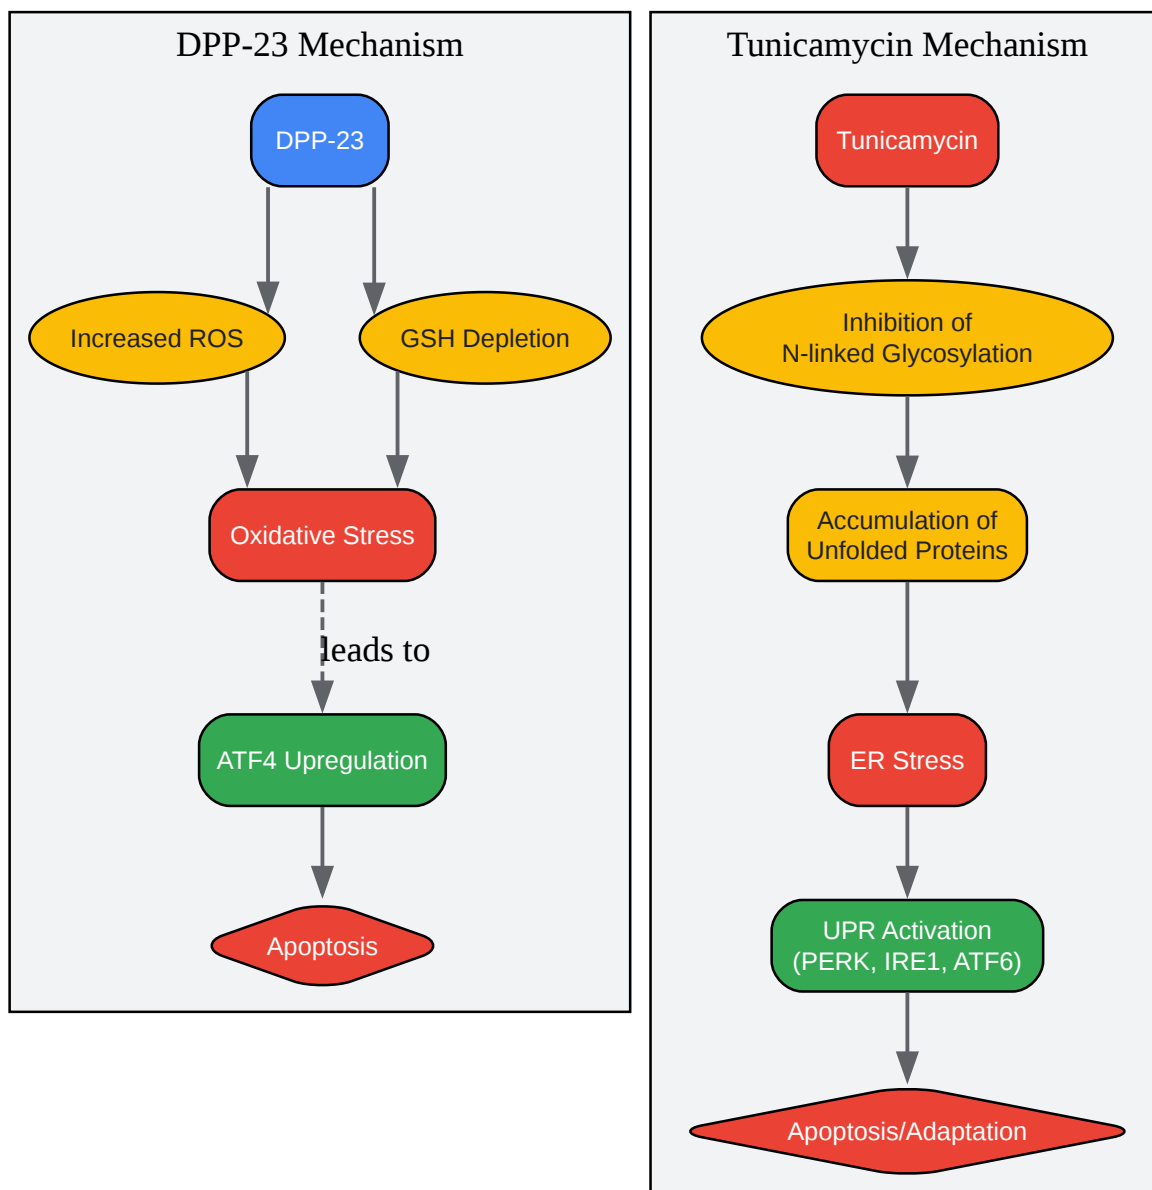 DPP-23 Mechanism
DPP-23
Increased ROS
GSH Depletion
Oxidative Stress
leads to
ATF4 Upregulation
Apoptosis
Tunicamycin Mechanism
Tunicamycin
Inhibition of
N-linked Glycosylation
Accumulation of
Unfolded Proteins
ER Stress
UPR Activation
(PERK, IRE1, ATF6)
Apoptosis/Adaptation